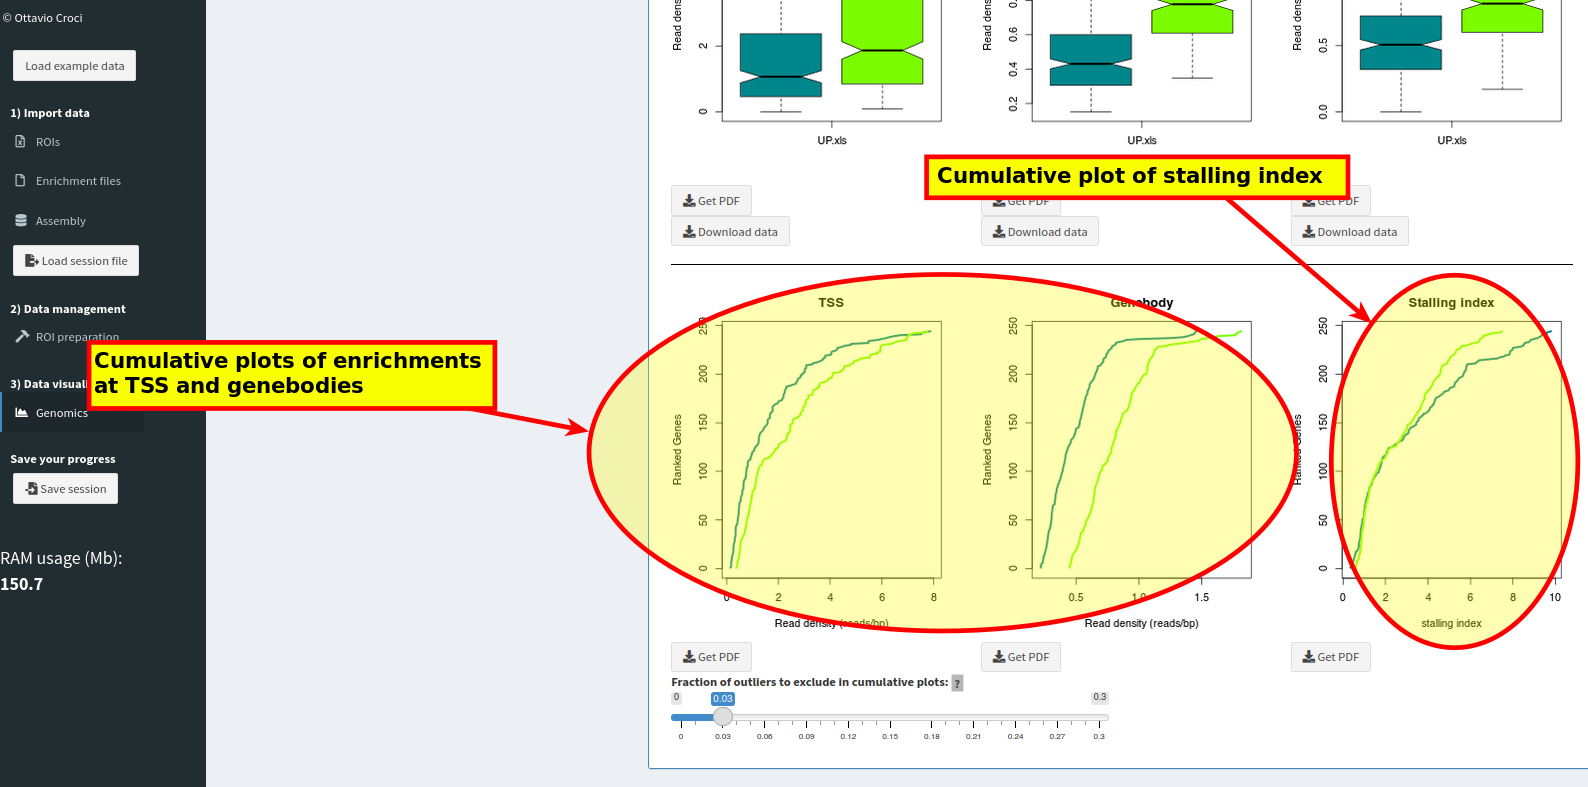 © Ottavio Croci
Load example data
1) Import data
ROIs
Enrichment files
Assembly
Load session file
2) Data management
ROI preparation
3) Data visual
Genomics
Save your progress
Save session
RAM usage (Mb):
150.7
Cumulative plots of enrichments
at TSS and genebodies
Read dens
2
0
UP.xls
Read dens
0.6
0.4
0.2
UP.xls
Read dens
0.5
0.0
UP.xls
Cumulative plot of stalling index
Get PDF
Get PDF
Get PDF
Download data
Download data
Download data
TSS
Ranked Genes
250
200
150
100
50
0
0 2 4 6 8
Read density (reads/bp)
Genebody
Ranked Genes
250
200
150
100
50
0
0.5 1.0 1.5
Read density (reads/bp)
Stalling index
Ranked Genes
250
200
150
100
50
0
0 2 4 6 8 10
stalling index
Get PDF
Get PDF
Get PDF
Fraction of outliers to exclude in cumulative plots: ?
0 0.03 0.3
0 0.03 0.06 0.09 0.12 0.15 0.18 0.21 0.24 0.27 0.3